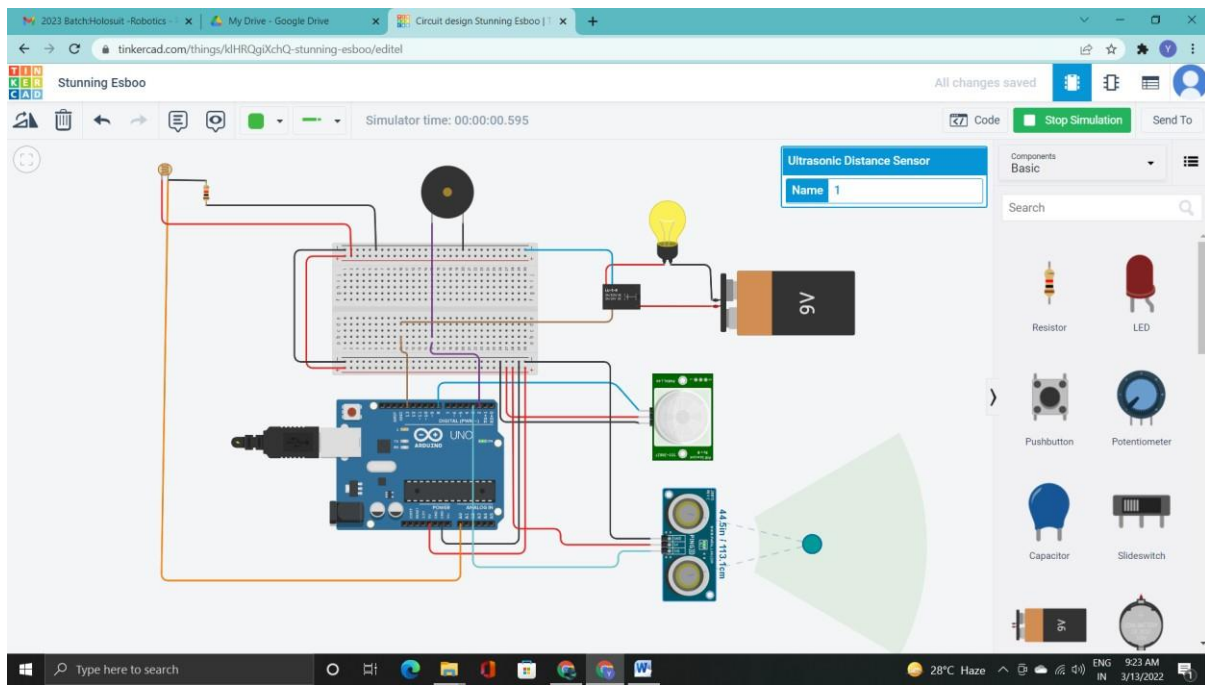 2023 Batch:Holosuit -Robotics -
My Drive - Google Drive
Circuit design Stunning Esboo | T
tinkercad.com/things/klHRQgiXchQ-stunning-esboo/editel
Y
TIN
KER
CAD
Stunning Esboo
All changes saved
Simulator time: 00:00:00.595
Code
Stop Simulation
Send To
Ultrasonic Distance Sensor
Name 1
Components
Basic
Search
Resistor
LED
9V
Pushbutton
Potentiometer
DIGITAL (PWM~)
UNO
ARDUINO
POWER
ANALOG IN
44.5in / 113.1cm
Capacitor
Slideswitch
9V
Type here to search
28°C Haze
ENG
IN
9:23 AM
3/13/2022